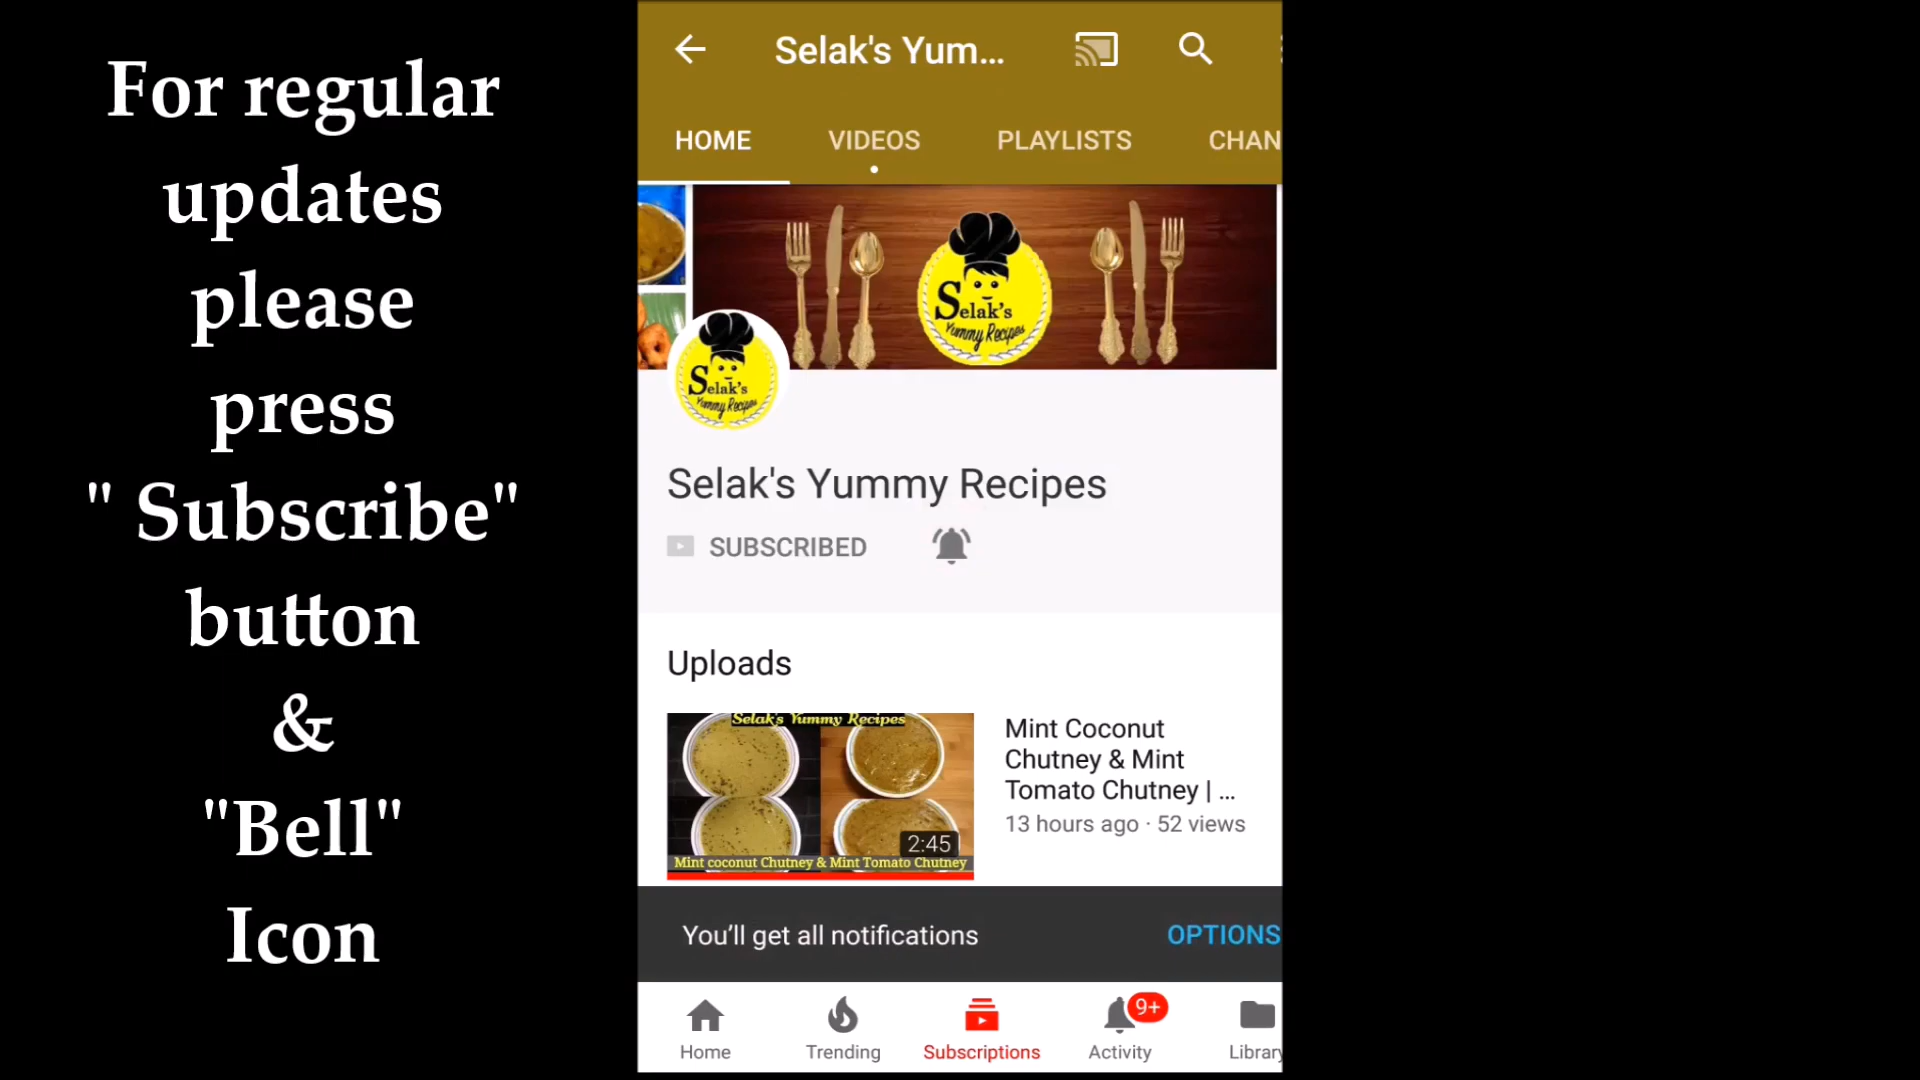 For regular
updates
please
press
" Subscribe"
button
&
"Bell"
Icon
Selak's Yum...
HOME VIDEOS PLAYLISTS CHAN
Selak's
Yummy Recipes
Selak's
Yummy Recipes
Selak's Yummy Recipes
SUBSCRIBED
Uploads
Selak's Yummy Recipes
2:45
Mint coconut Chutney & Mint Tomato Chutney
Mint Coconut
Chutney & Mint
Tomato Chutney | ...
13 hours ago · 52 views
You’ll get all notifications OPTIONS
9+
Home Trending Subscriptions Activity Library